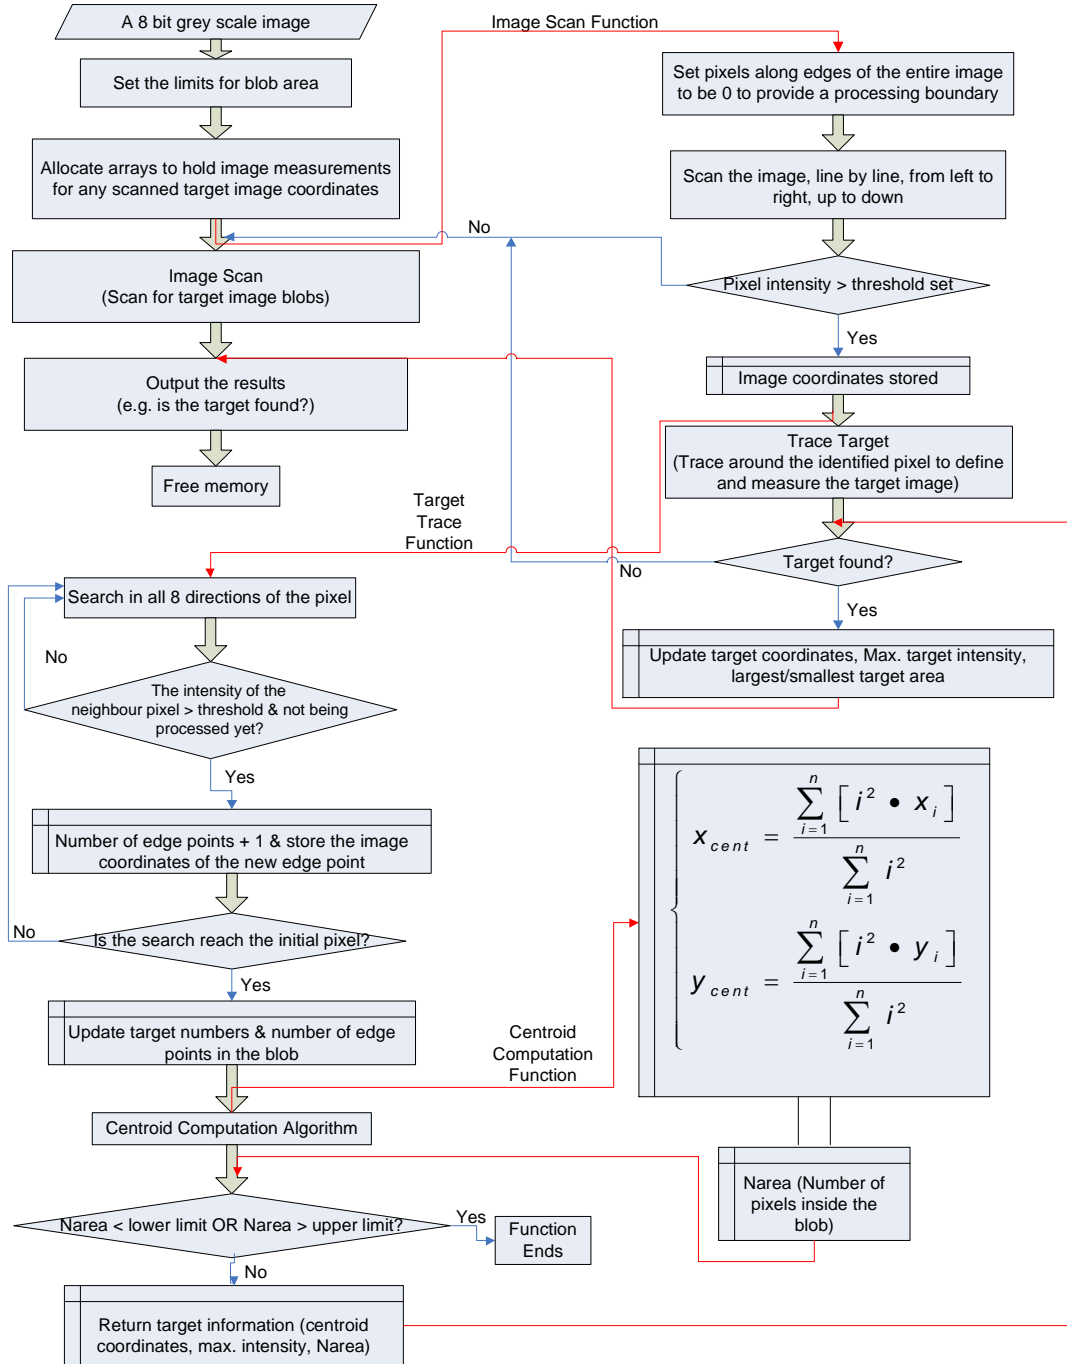 A 8 bit grey scale image
Set the limits for blob area
Allocate arrays to hold image measurements
for any scanned target image coordinates
Image Scan
(Scan for target image blobs)
Output the results
(e.g. is the target found?)
Free memory
Image Scan Function
Set pixels along edges of the entire image
to be 0 to provide a processing boundary
Scan the image, line by line, from left to
right, up to down
No
Pixel intensity > threshold set
Yes
Image coordinates stored
Trace Target
(Trace around the identified pixel to define
and measure the target image)
Target found?
No
Yes
Update target coordinates, Max. target intensity,
largest/smallest target area
Target
Trace
Function
Search in all 8 directions of the pixel
No
The intensity of the
neighbour pixel > threshold & not being
processed yet?
Yes
Number of edge points + 1 & store the image
coordinates of the new edge point
No
Is the search reach the initial pixel?
Yes
Update target numbers & number of edge
points in the blob
Centroid
Computation
Function
Centroid Computation Algorithm
x_cent = ∑_{i=1}^{n} [i² • x_i] / ∑_{i=1}^{n} i²
y_cent = ∑_{i=1}^{n} [i² • y_i] / ∑_{i=1}^{n} i²
Narea (Number of
pixels inside the
blob)
Narea < lower limit OR Narea > upper limit?
Yes
Function
Ends
No
Return target information (centroid
coordinates, max. intensity, Narea)